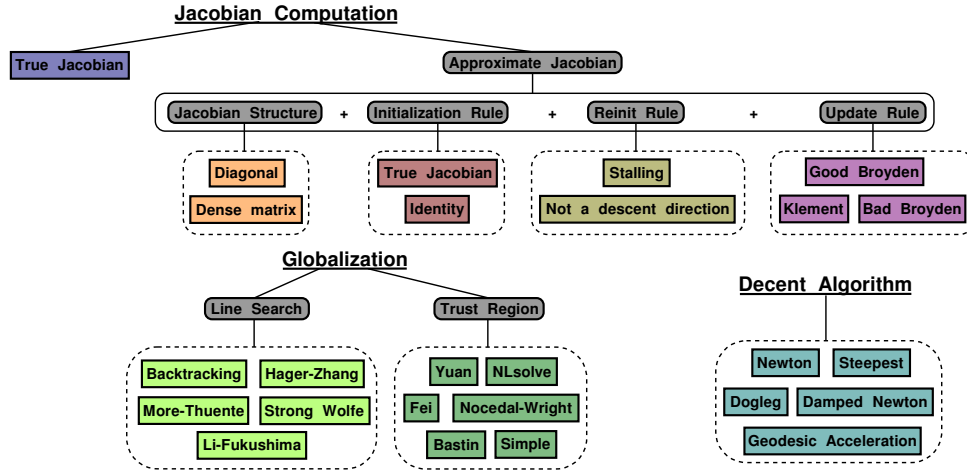 Jacobian Computation
True Jacobian
Approximate Jacobian
Jacobian Structure + Initialization Rule + Reinit Rule + Update Rule
Diagonal
Dense matrix
True Jacobian
Identity
Stalling
Not a descent direction
Good Broyden
Klement Bad Broyden
Globalization
Line Search
Trust Region
Backtracking Hager-Zhang
More-Thuente Strong Wolfe
Li-Fukushima
Yuan NLsolve
Fei Nocedal-Wright
Bastin Simple
Decent Algorithm
Newton Steepest
Dogleg Damped Newton
Geodesic Acceleration